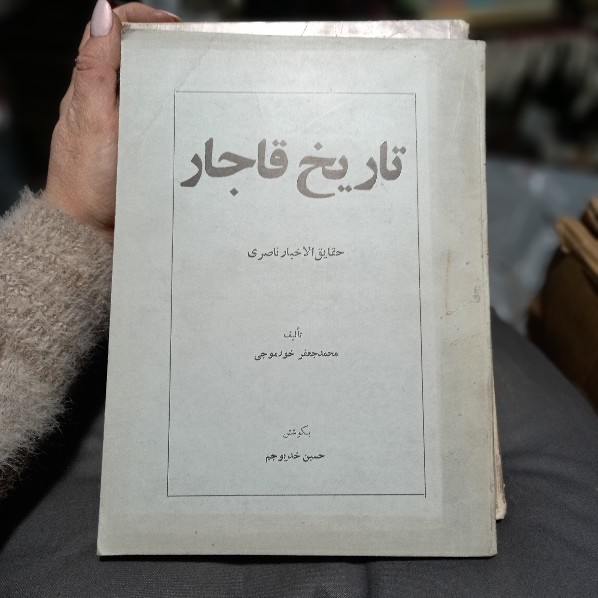 تاریخ قاجار
حقایق الاخبار ناصری
تألیف
محمدجعفر خورموجی
بکوشش
حسین خدیوجم